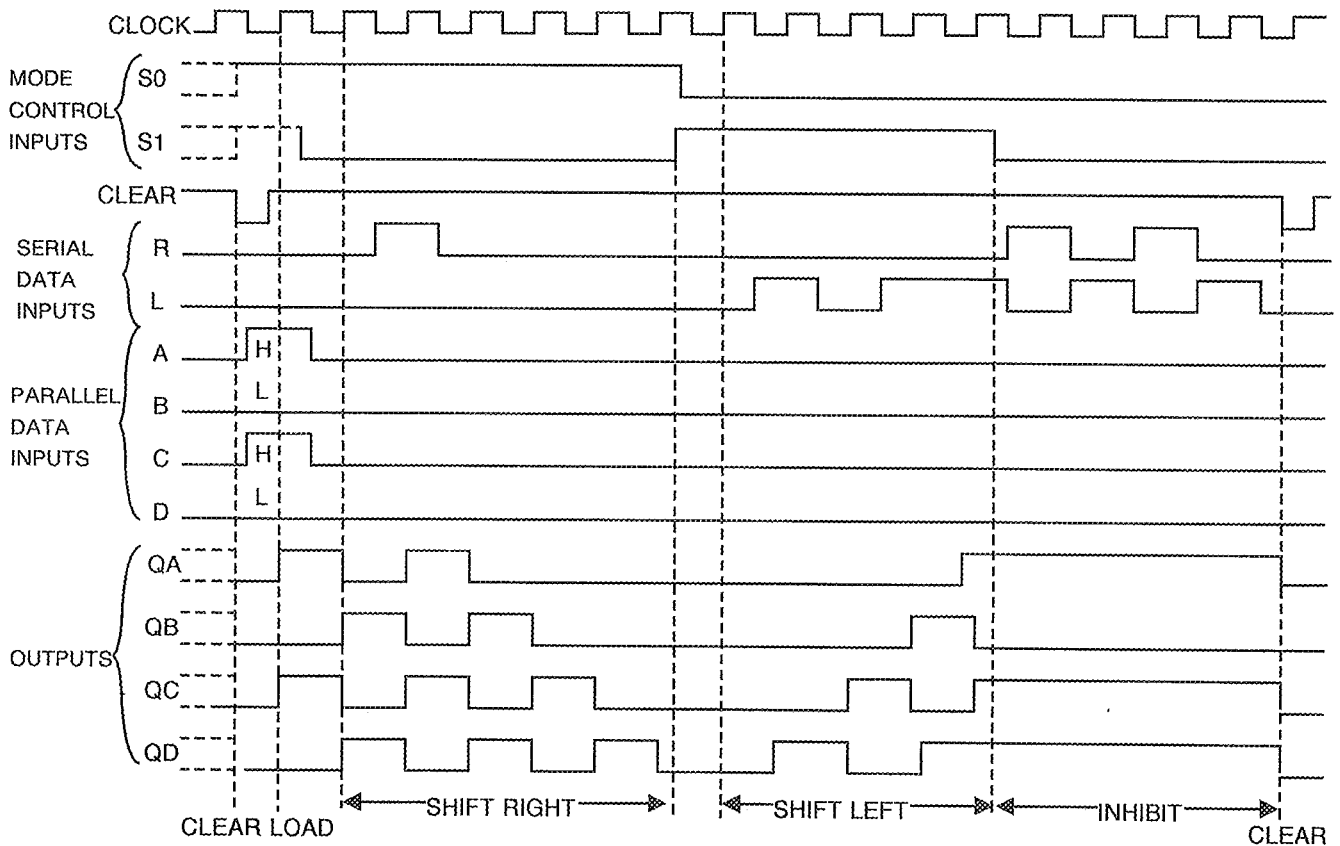 CLOCK
MODE
CONTROL
INPUTS
S0
S1
CLEAR
SERIAL
DATA
INPUTS
R
L
PARALLEL
DATA
INPUTS
A
H
B
L
C
H
D
L
OUTPUTS
QA
QB
QC
QD
SHIFT RIGHT
SHIFT LEFT
INHIBIT
CLEAR LOAD
CLEAR